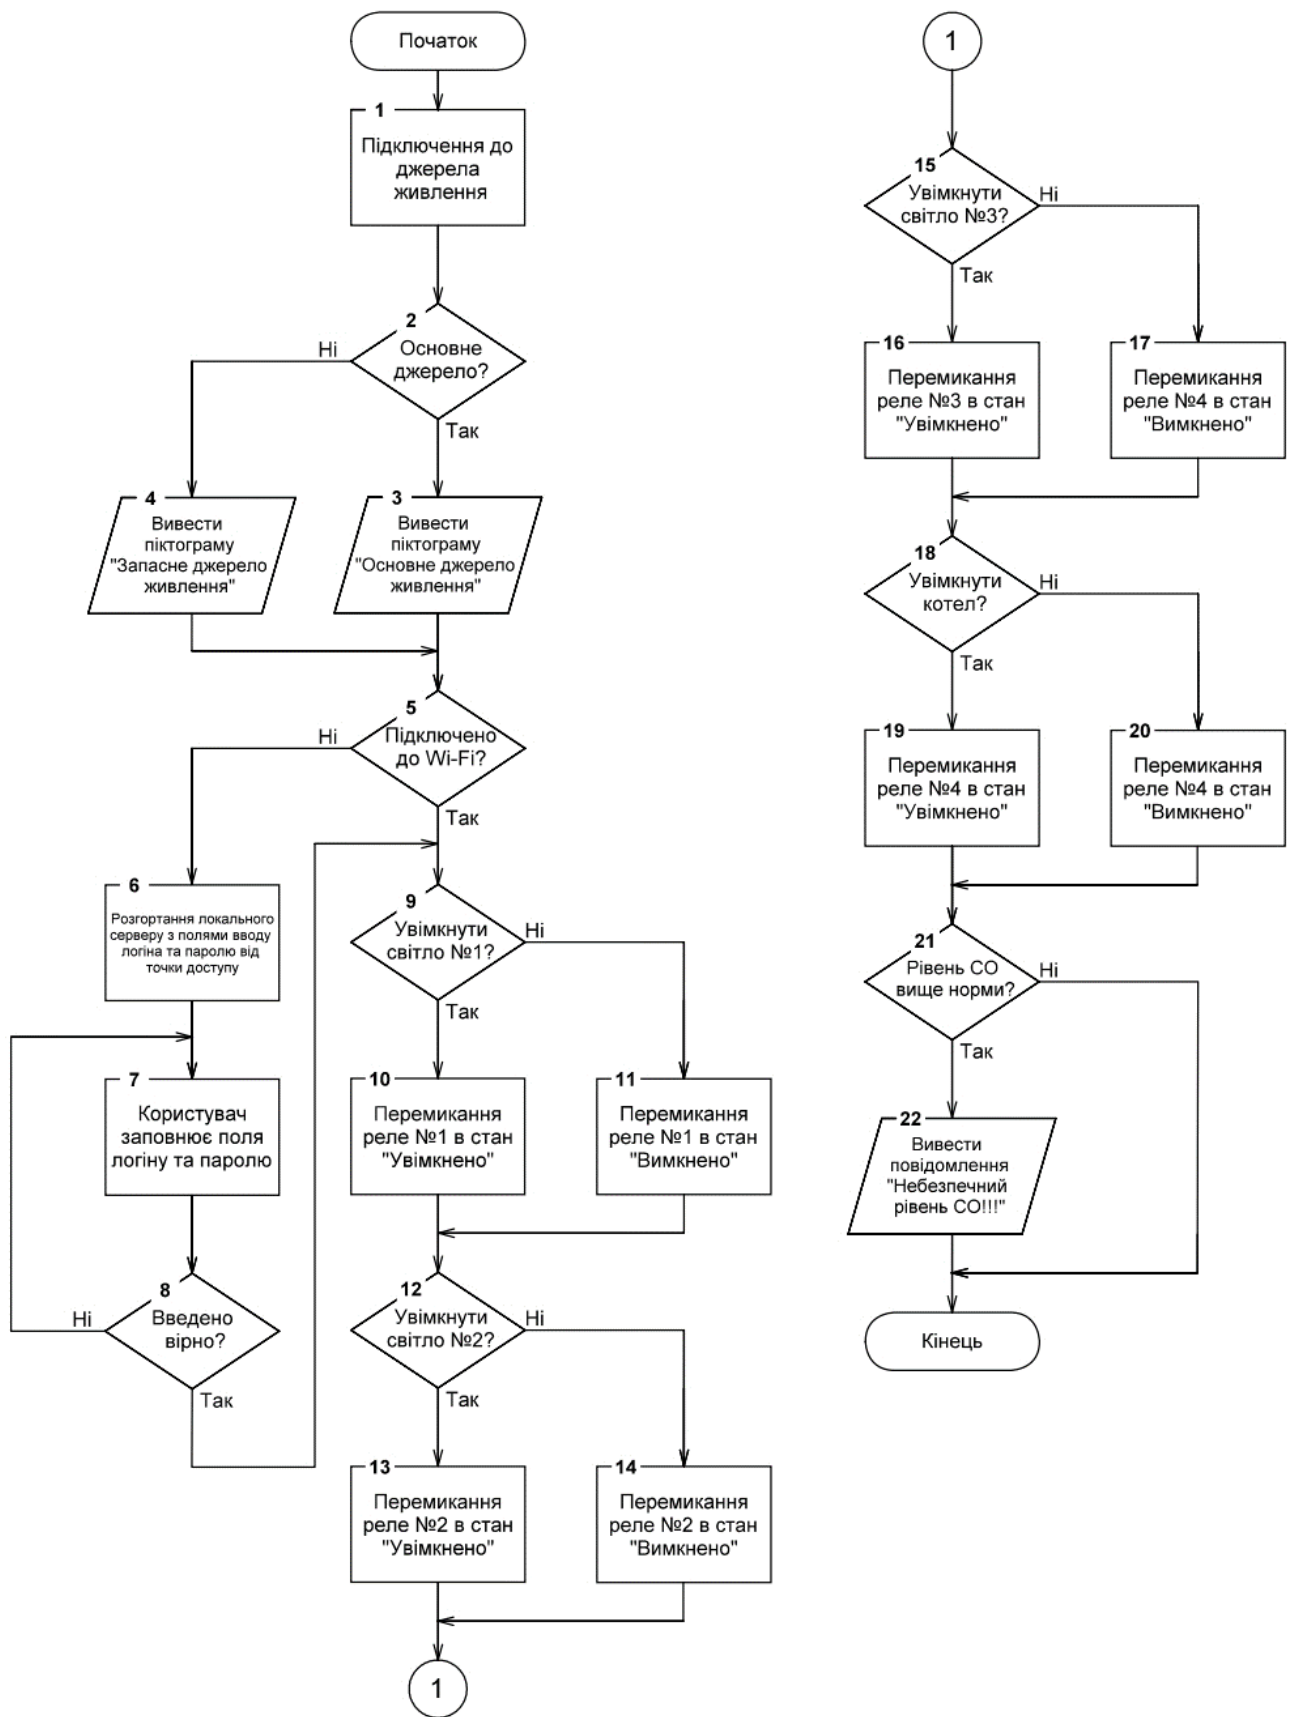 Початок
1
Підключення до
джерела
живлення
2
Основне
джерело?
Ні
Так
4
Вивести
піктограму
"Запасне джерело
живлення"
3
Вивести
піктограму
"Основне джерело
живлення"
5
Підключено
до Wi-Fi?
Ні
Так
6
Розгортання локального
серверу з полями вводу
логіна та паролю від
точки доступу
7
Користувач
заповнює поля
логіну та паролю
8
Введено
вірно?
Ні
Так
9
Увімкнути
світло №1?
Ні
Так
10
Перемикання
реле №1 в стан
"Увімкнено"
11
Перемикання
реле №1 в стан
"Вимкнено"
12
Увімкнути
світло №2?
Ні
Так
13
Перемикання
реле №2 в стан
"Увімкнено"
14
Перемикання
реле №2 в стан
"Вимкнено"
1
1
15
Увімкнути
світло №3?
Ні
Так
16
Перемикання
реле №3 в стан
"Увімкнено"
17
Перемикання
реле №4 в стан
"Вимкнено"
18
Увімкнути
котел?
Ні
Так
19
Перемикання
реле №4 в стан
"Увімкнено"
20
Перемикання
реле №4 в стан
"Вимкнено"
21
Рівень СО
вище норми?
Ні
Так
22
Вивести
повідомлення
"Небезпечний
рівень СО!!!"
Кінець